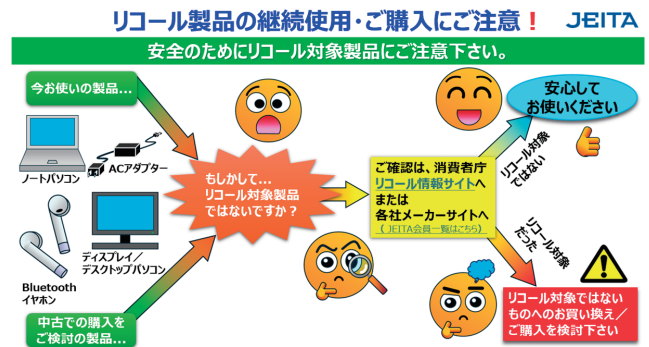 リコール製品の継続使用・ご購入にご注意！
JEITA
安全のためにリコール対象製品にご注意下さい。
今お使いの製品...
ノートパソコン
ACアダプター
ディスプレイ／
デスクトップパソコン
Bluetooth
イヤホン
中古での購入を
ご検討の製品...
もしかして...
リコール対象製品
ではないですか？
ご確認は、消費者庁
リコール情報サイトへ
または
各社メーカーサイトへ
（JEITA会員一覧はこちら）
リコール対象
ではない
安心して
お使いください
リコール対象
だった
リコール対象ではない
ものへのお買い換え／
ご購入を検討下さい